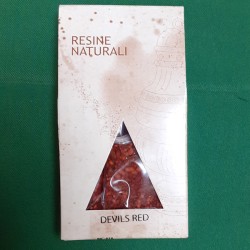 RESINE
NATURALI
DEVILS RED